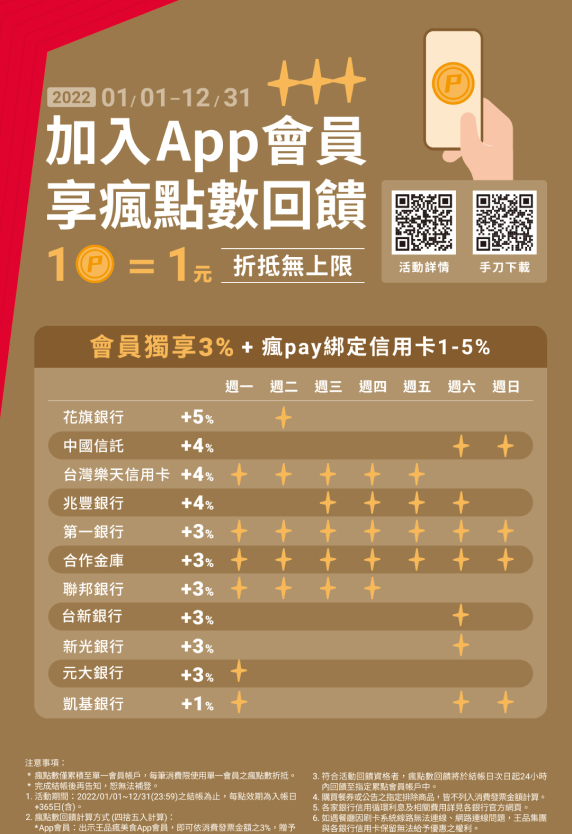 2022 01/01-12/31
加入App會員
享瘋點數回饋
1 P = 1元 折抵無上限
P
活動詳情 手刀下載
會員獨享3% + 瘋pay綁定信用卡1-5%
週一 週二 週三 週四 週五 週六 週日
花旗銀行 +5%
中國信託 +4%
台灣樂天信用卡 +4%
兆豐銀行 +4%
第一銀行 +3%
合作金庫 +3%
聯邦銀行 +3%
台新銀行 +3%
新光銀行 +3%
元大銀行 +3%
凱基銀行 +1%
注意事項：
* 瘋點數僅累積至單一會員帳戶，每筆消費限使用單一會員之瘋點數折抵。
* 完成結帳後再告知，恕無法補登。
1. 活動期間：2022/01/01~12/31(23:59)之結帳為止，每點效期為入帳日
+365日(含)。
2. 瘋點數回饋計算方式 (四捨五入計算)：
*App會員：出示王品瘋美食App會員，即可依消費發票金額之3%，贈予
3. 符合活動回饋資格者，瘋點數回饋將於結帳日次日起24小時
內回饋至指定累點會員帳戶中。
4. 購買餐券或公告之指定排除商品，皆不列入消費發票金額計算。
5. 各家銀行信用循環利息及相關費用詳見各銀行官方網頁。
6. 如遇餐廳因刷卡系統線路無法連線、網路連線問題，王品集團
與各銀行信用卡保留無法給予優惠之權利。